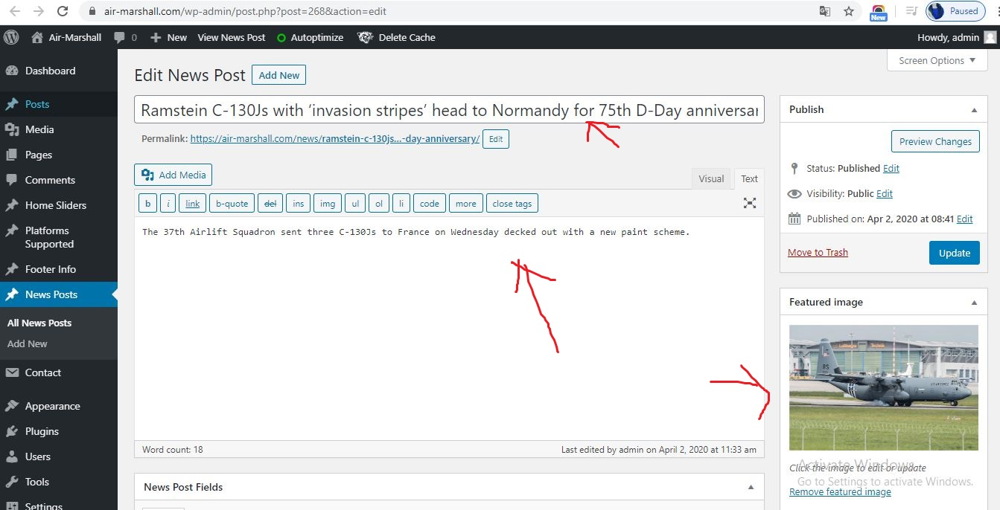 air-marshall.com/wp-admin/post.php?post=268&action=edit
New
Paused
Air-Marshall 0 New View News Post Autoptimize Delete Cache Howdy, admin
Screen Options
Dashboard
Posts
Media
Pages
Comments
Home Sliders
Platforms
Supported
Footer Info
News Posts
All News Posts
Add New
Contact
Appearance
Plugins
Users
Tools
Settings
Edit News Post Add New
Ramstein C-130Js with ‘invasion stripes’ head to Normandy for 75th D-Day anniversar
Permalink: https://air-marshall.com/news/ramstein-c-130js...-day-anniversary/ Edit
Add Media
Visual Text
b i link b-quote del ins img ul ol li code more close tags
The 37th Airlift Squadron sent three C-130Js to France on Wednesday decked out with a new paint scheme.
Word count: 18 Last edited by admin on April 2, 2020 at 11:33 am
News Post Fields
Publish
Preview Changes
Status: Published Edit
Visibility: Public Edit
Published on: Apr 2, 2020 at 08:41 Edit
Move to Trash Update
Featured image
Lufthansa Technik
RS
Click the image to edit or update
Activate Windows
Go to Settings to activate Windows.
Remove featured image